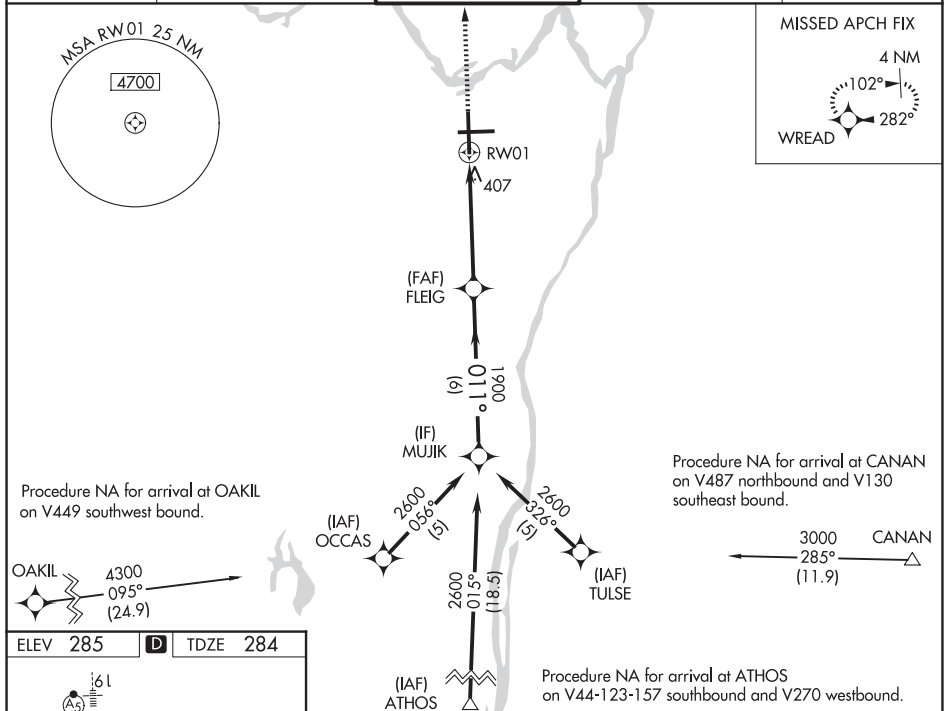 MSA RW01 25 NM
4700
MISSED APCH FIX
4 NM
102°
282°
WREAD
RW01
407
(FAF)
FLEIG
1900
011°
(9)
(IF)
MUJIK
Procedure NA for arrival at OAKIL
on V449 southwest bound.
Procedure NA for arrival at CANAN
on V487 northbound and V130
southeast bound.
2600
056°
(5)
(IAF)
OCCAS
2600
326°
(5)
(IAF)
TULSE
3000
285°
(11.9)
CANAN
OAKIL
4300
095°
(24.9)
2600
015°
(18.5)
ELEV 285
D
TDZE 284
19
A5
(IAF)
ATHOS
Procedure NA for arrival at ATHOS
on V44-123-157 southbound and V270 westbound.